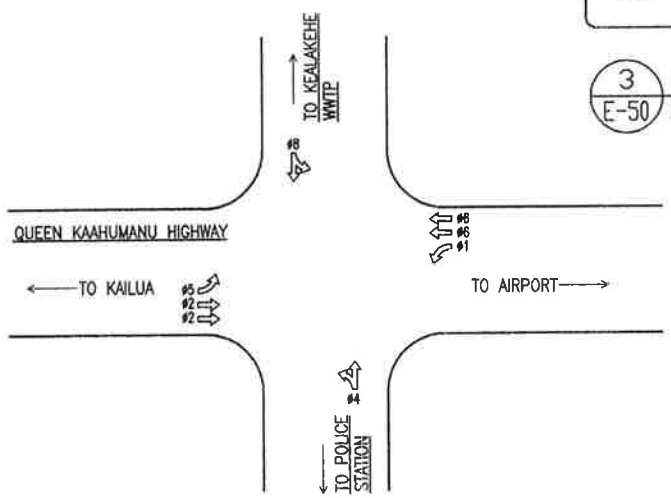 TO KEALAKEHE
WWTP
3
E-50
ø8
QUEEN KAAHUMANU HIGHWAY
ø6
ø6
ø1
TO KAILUA
ø5
ø2
ø2
TO AIRPORT
ø4
TO POLICE
STATION